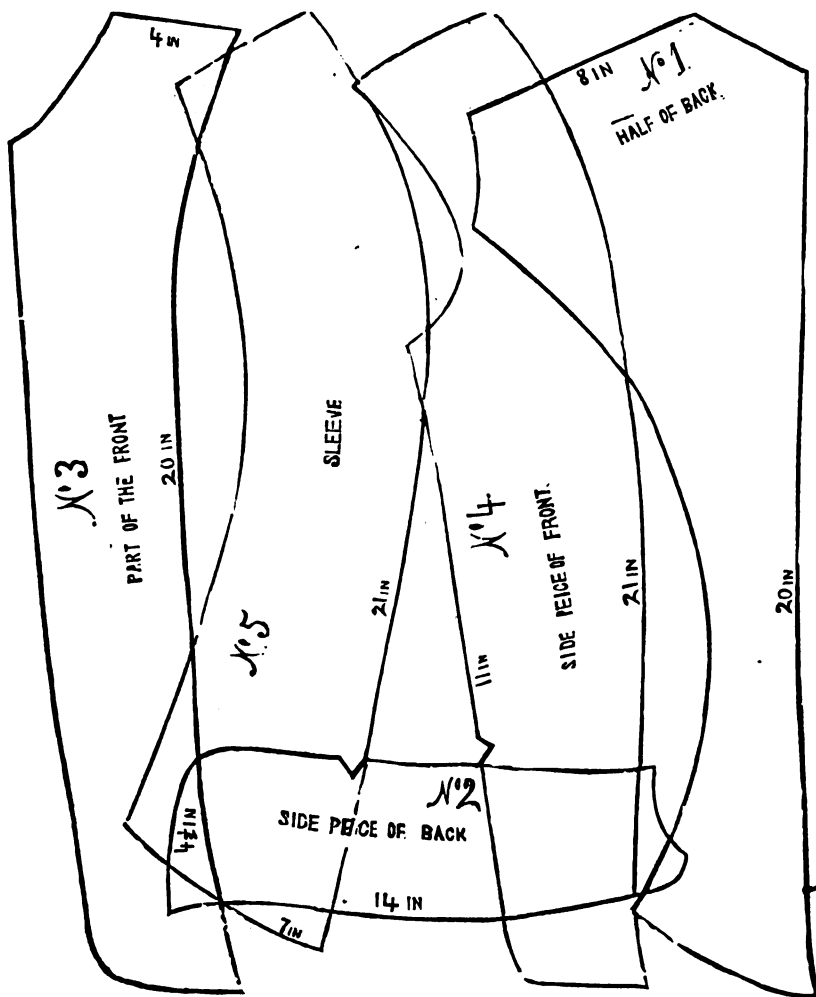 4 IN
8 IN
Nº 1.
HALF OF BACK.
Nº 3
PART OF THE FRONT
20 IN
SLEEVE
Nº 5
21 IN
Nº 4.
SIDE PEICE OF FRONT.
11 IN
21 IN
20 IN
Nº 2
SIDE PEICE OF BACK
4½ IN
14 IN
7 IN